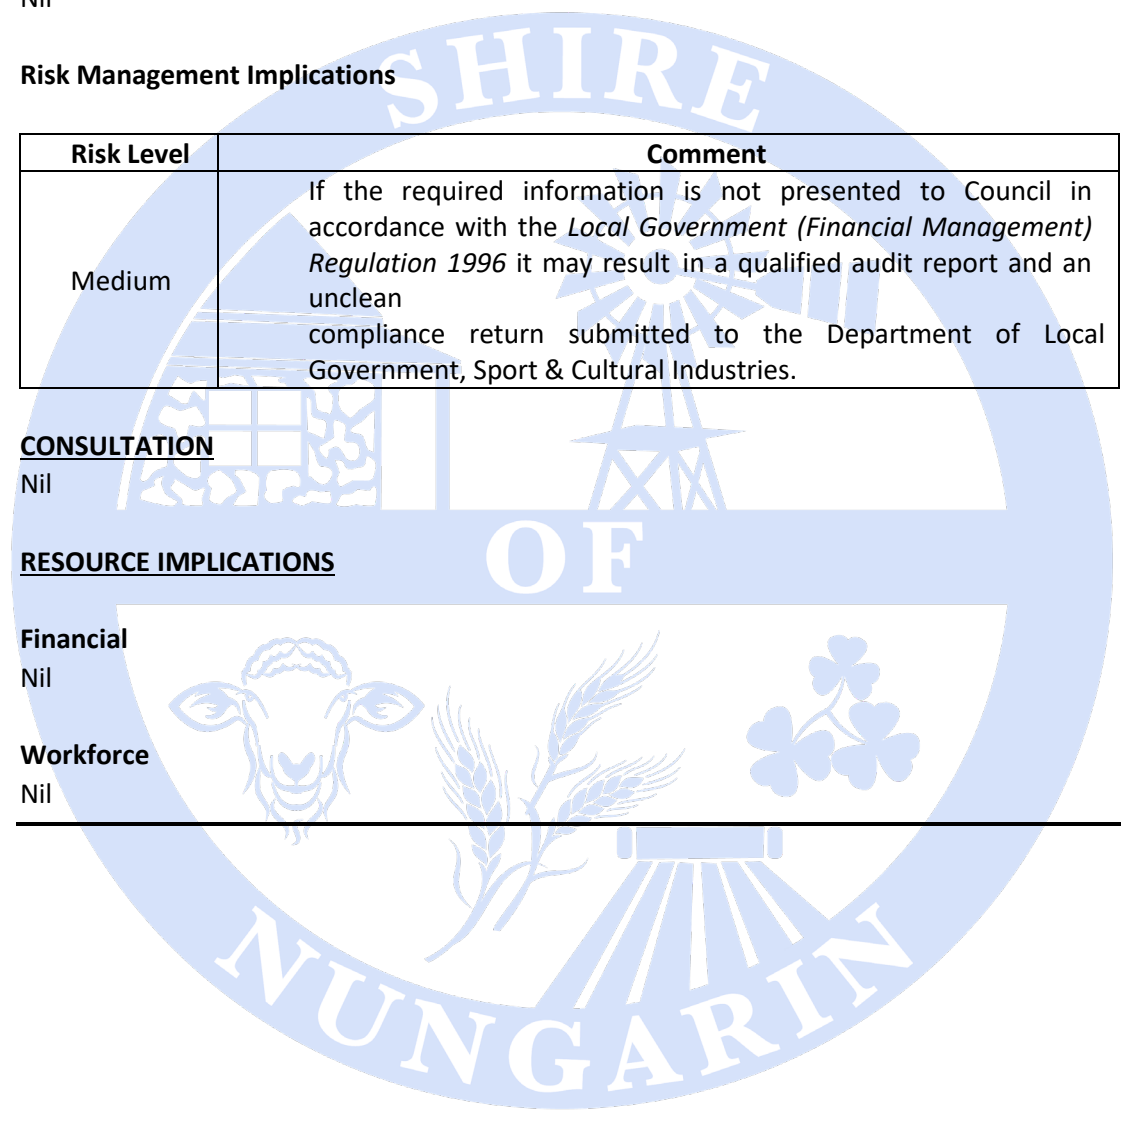 Nil
Risk Management Implications
Risk Level Comment
Medium
If the required information is not presented to Council in
accordance with the Local Government (Financial Management)
Regulation 1996 it may result in a qualified audit report and an
unclean
compliance return submitted to the Department of Local
Government, Sport & Cultural Industries.
CONSULTATION
Nil
RESOURCE IMPLICATIONS
Financial
Nil
Workforce
Nil
SHIRE
OF
NUNGARIN